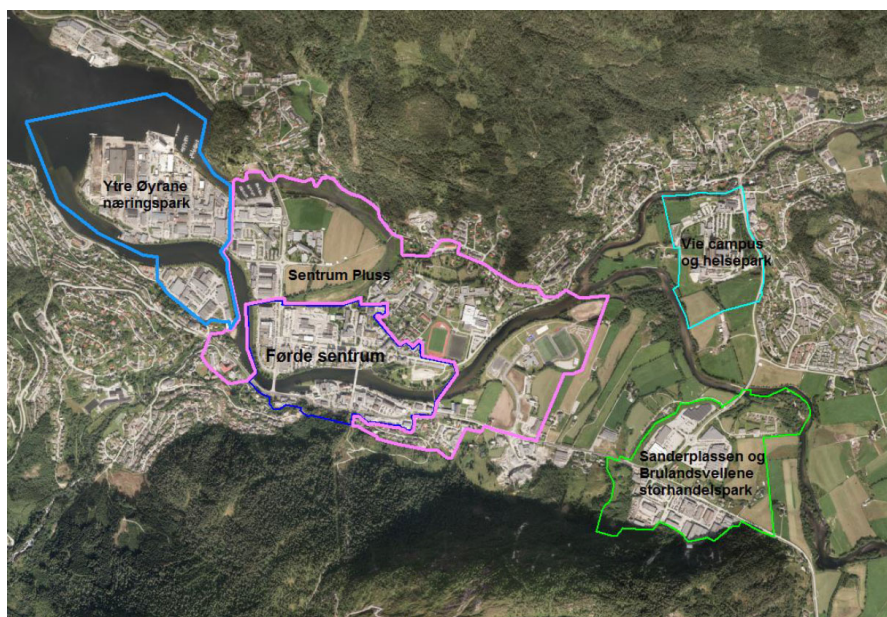 Ytre Øyrane
næringspark
Sentrum Pluss
Førde sentrum
Vie campus
og helsepark
Sanderplassen og
Brulandsvellene
storhandelspark